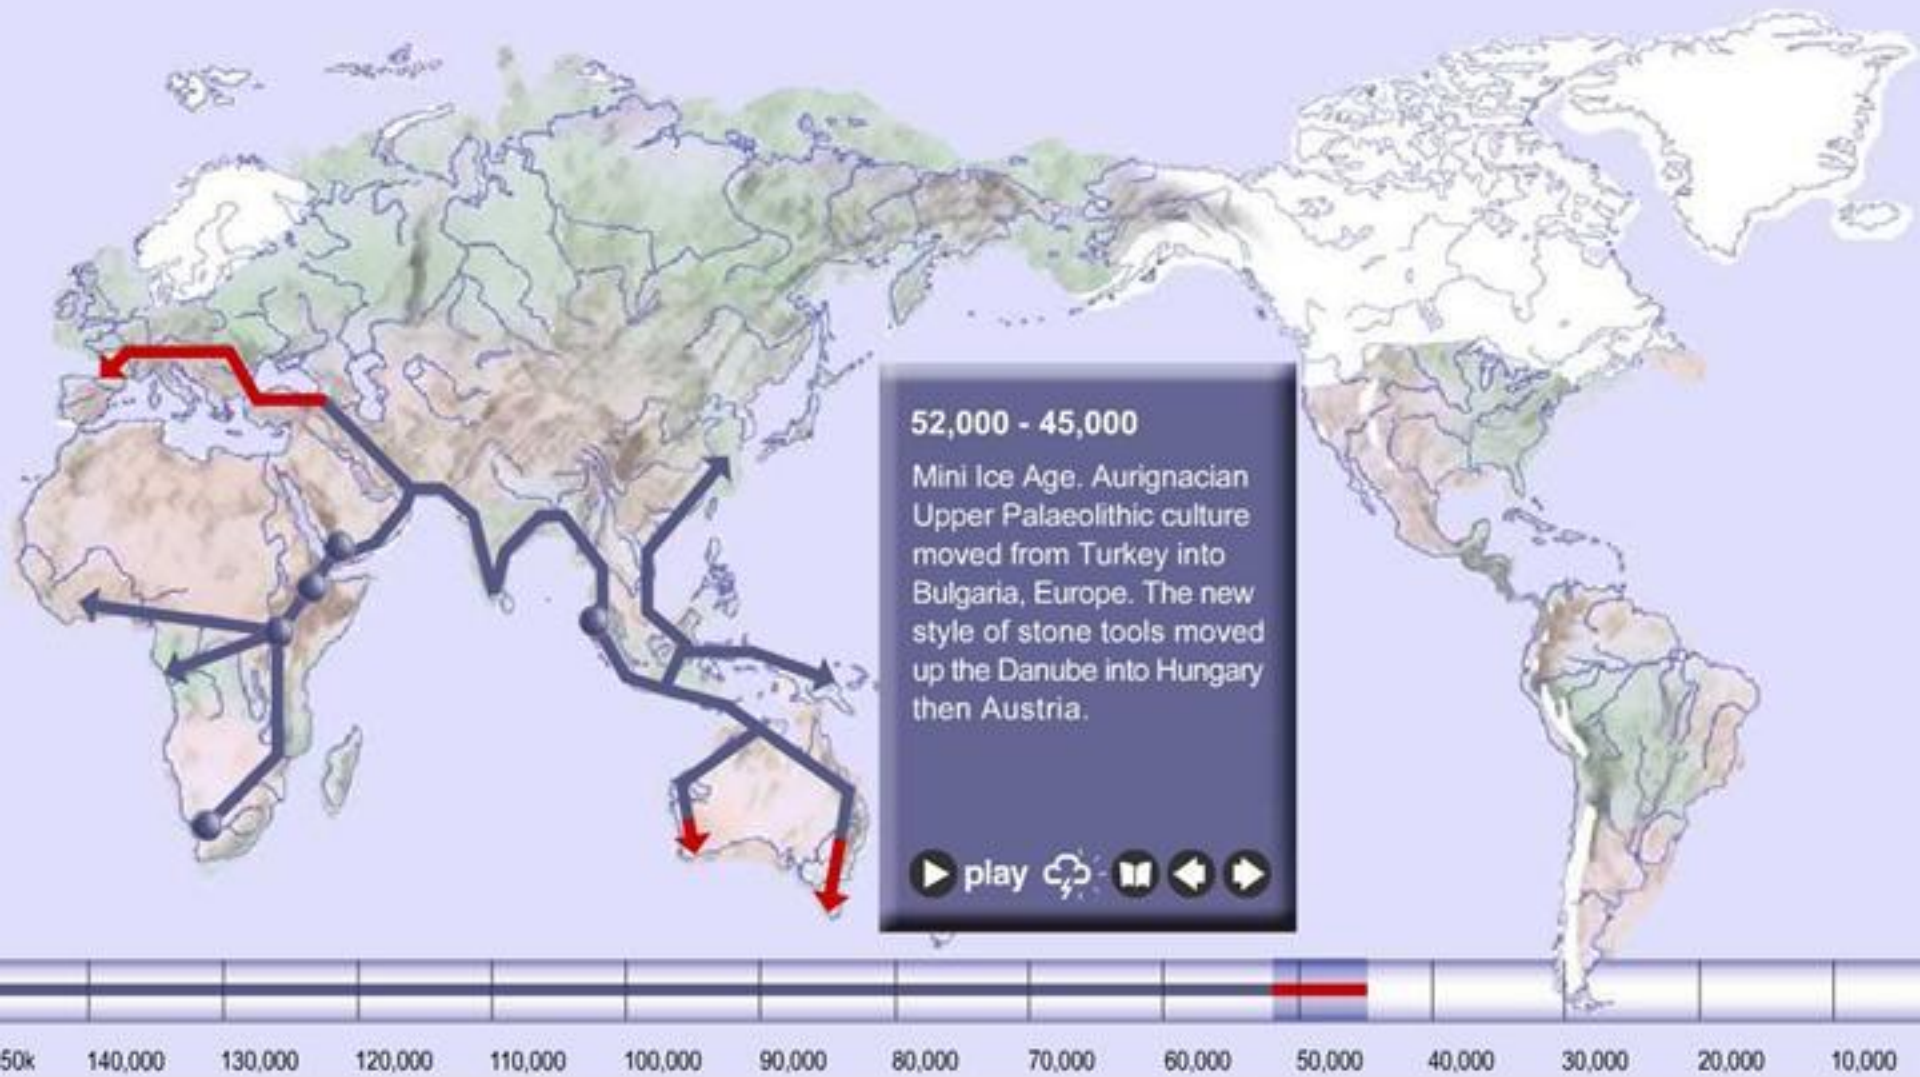 52,000 - 45,000
Mini Ice Age. Aurignacian
Upper Palaeolithic culture
moved from Turkey into
Bulgaria, Europe. The new
style of stone tools moved
up the Danube into Hungary
then Austria.
play
50k 140,000 130,000 120,000 110,000 100,000 90,000 80,000 70,000 60,000 50,000 40,000 30,000 20,000 10,000